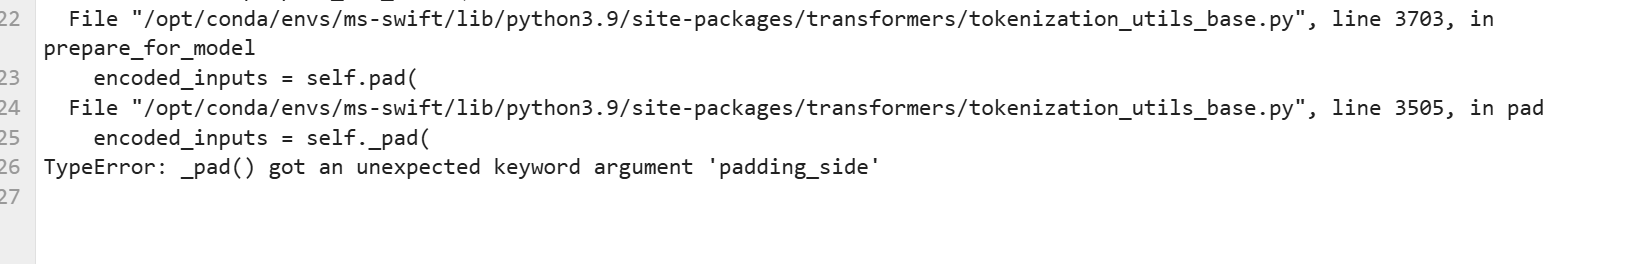 22 File "/opt/conda/envs/ms-swift/lib/python3.9/site-packages/transformers/tokenization_utils_base.py", line 3703, in
prepare_for_model
23 encoded_inputs = self.pad(
24 File "/opt/conda/envs/ms-swift/lib/python3.9/site-packages/transformers/tokenization_utils_base.py", line 3505, in pad
25 encoded_inputs = self._pad(
26 TypeError: _pad() got an unexpected keyword argument 'padding_side'
27